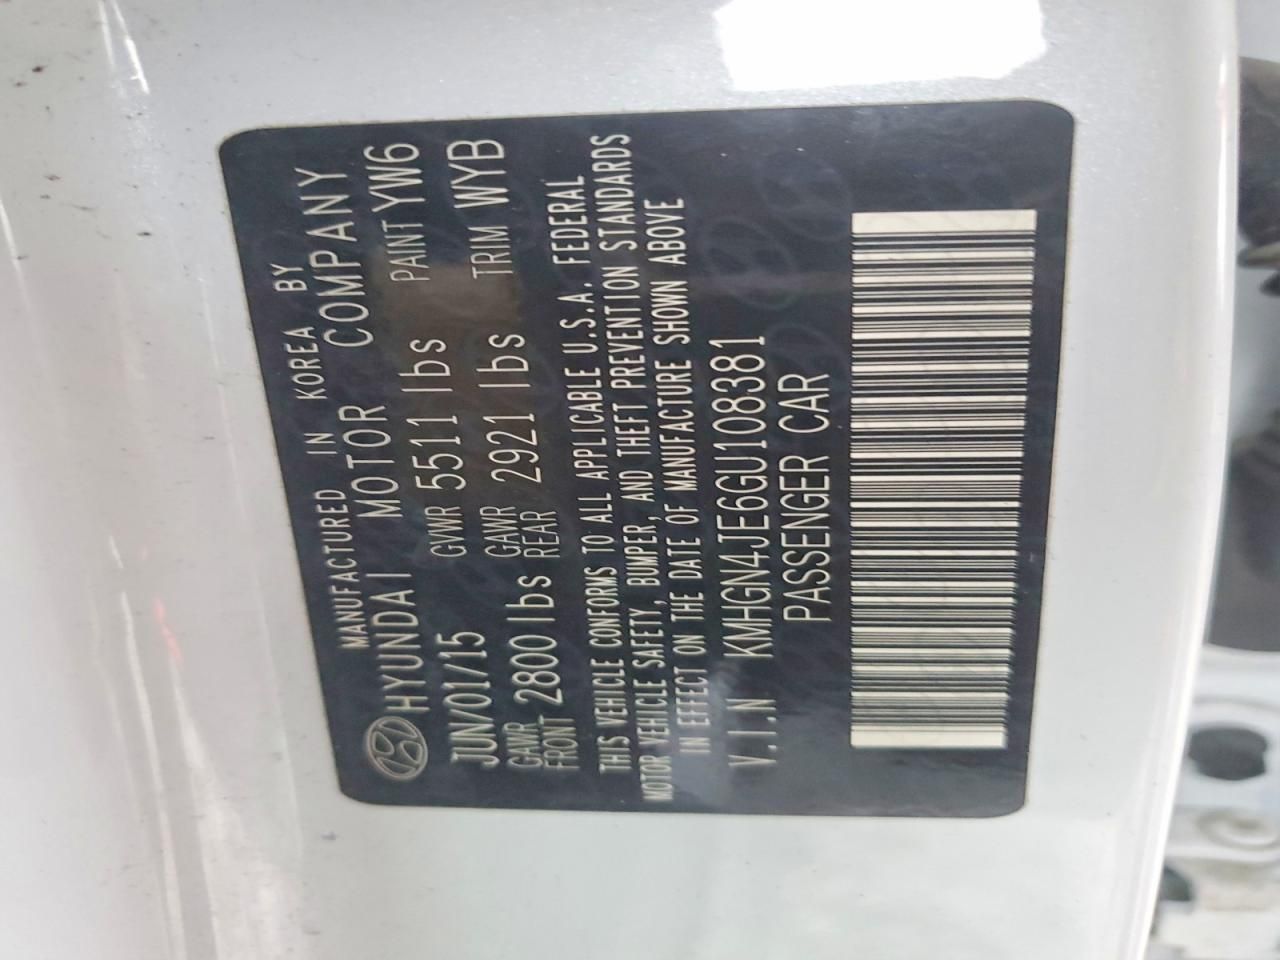 MANUFACTURED IN KOREA BY
HYUNDAI MOTOR COMPANY
JUN/01/15 GVWR 5511 lbs PAINT YW6
GAWR FRONT 2800 lbs GAWR REAR 2921 lbs TRIM WYB
THIS VEHICLE CONFORMS TO ALL APPLICABLE U.S.A. FEDERAL
MOTOR VEHICLE SAFETY, BUMPER, AND THEFT PREVENTION STANDARDS
IN EFFECT ON THE DATE OF MANUFACTURE SHOWN ABOVE
V.I.N KMHGN4JE6GU108381
PASSENGER CAR